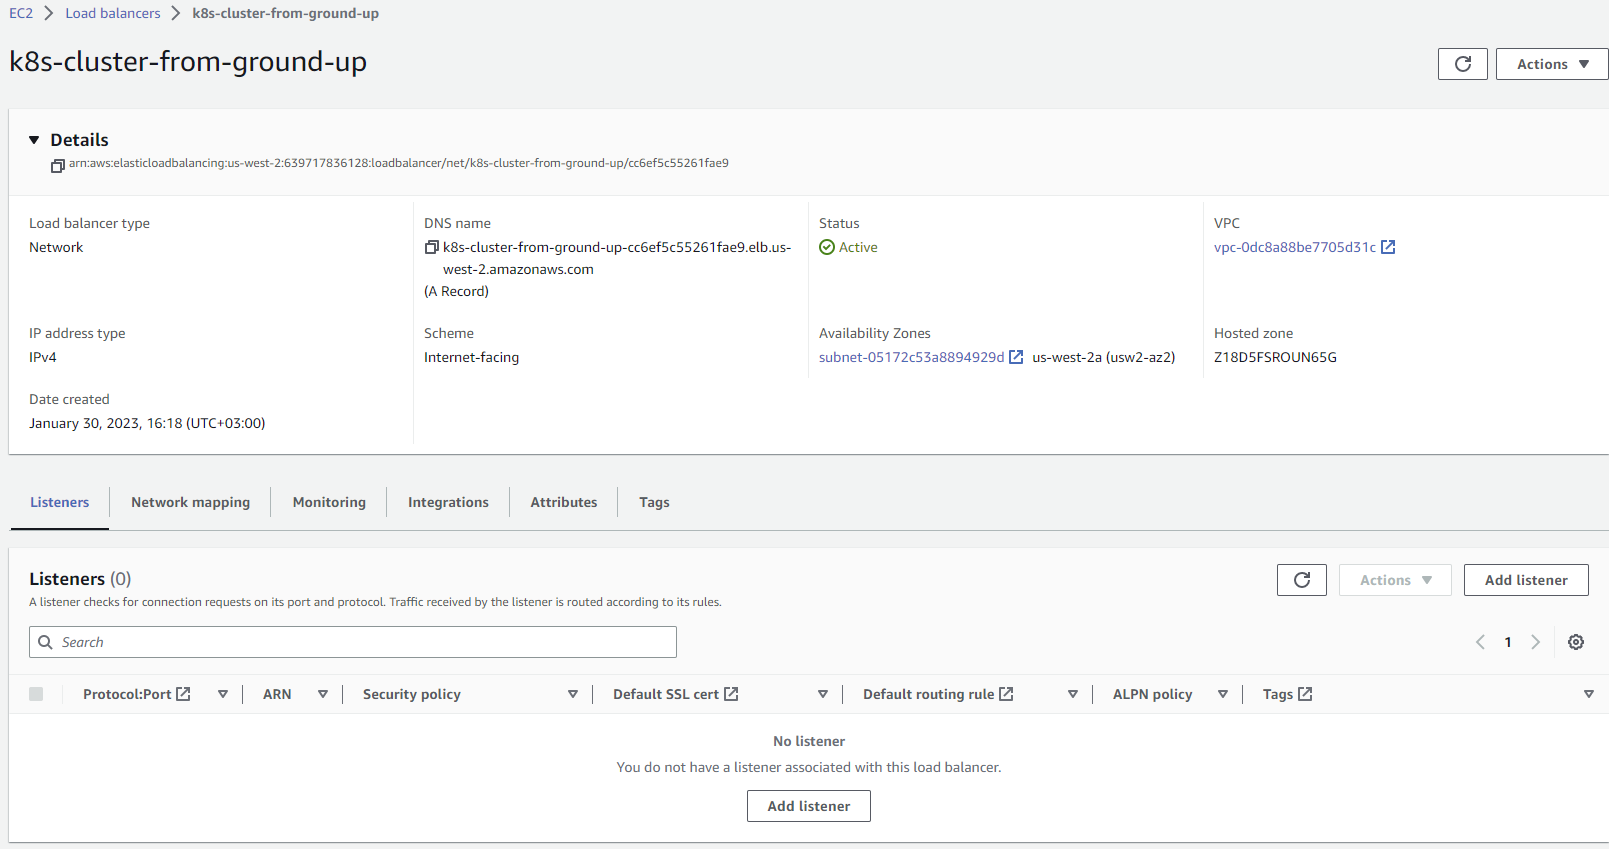 EC2 > Load balancers > k8s-cluster-from-ground-up
k8s-cluster-from-ground-up
Actions
Details
arn:aws:elasticloadbalancing:us-west-2:639717836128:loadbalancer/net/k8s-cluster-from-ground-up/cc6ef5c55261fae9
Load balancer type
Network
DNS name
k8s-cluster-from-ground-up-cc6ef5c55261fae9.elb.us-
west-2.amazonaws.com
(A Record)
Status
Active
VPC
vpc-0dc8a88be7705d31c
IP address type
IPv4
Scheme
Internet-facing
Availability Zones
subnet-05172c53a8894929d us-west-2a (usw2-az2)
Hosted zone
Z18D5FSROUN65G
Date created
January 30, 2023, 16:18 (UTC+03:00)
Listeners Network mapping Monitoring Integrations Attributes Tags
Listeners (0)
Actions Add listener
A listener checks for connection requests on its port and protocol. Traffic received by the listener is routed according to its rules.
Search
1
Protocol:Port ARN Security policy Default SSL cert Default routing rule ALPN policy Tags
No listener
You do not have a listener associated with this load balancer.
Add listener